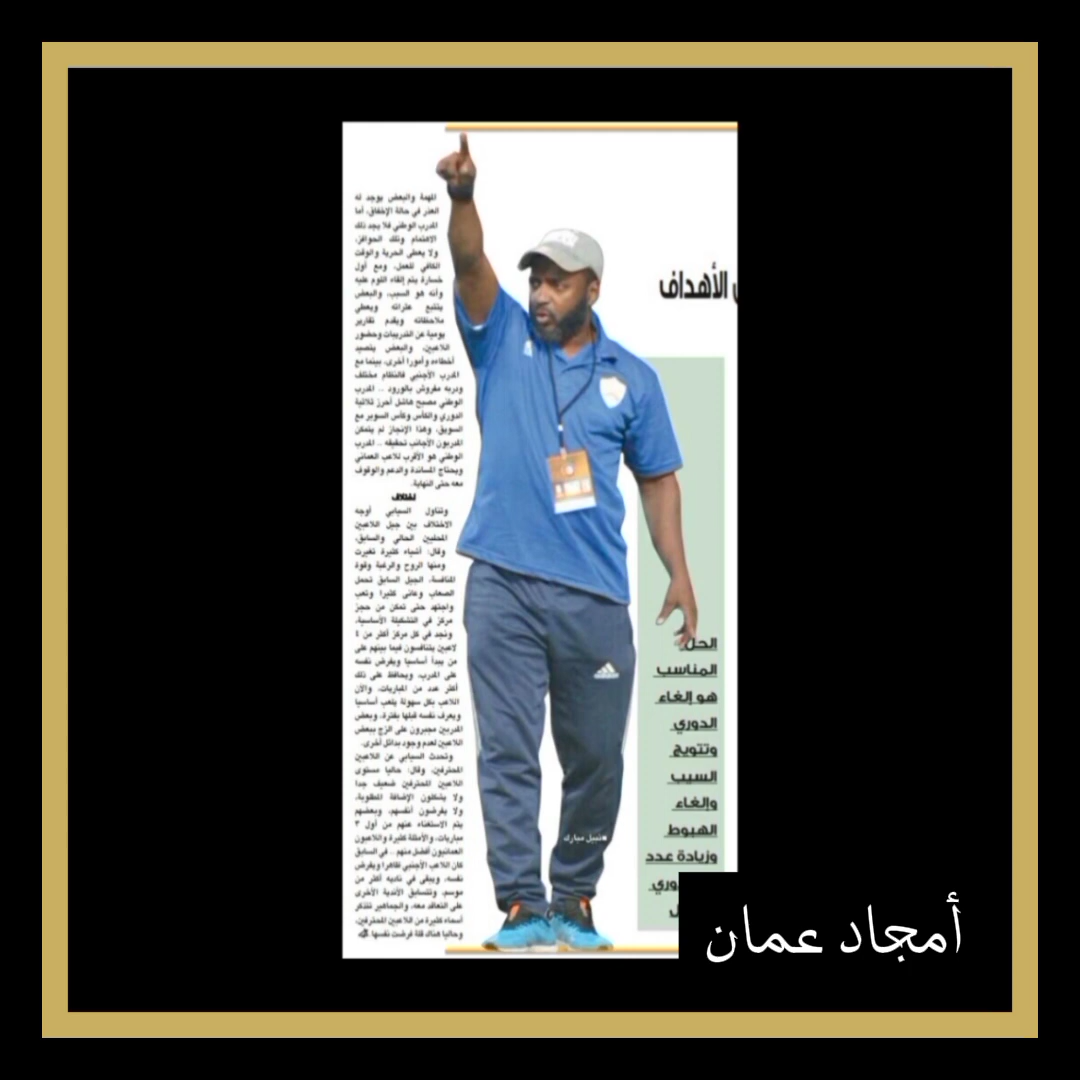 المهمة والبعض يوجد له
العذر في حالة الإخفاق، أما
المدرب الوطني فلا يجد ذلك
الاهتمام وتلك الحوافز،
ولا يعطى الحرية والوقت
الكافي للعمل، ومع أول
خسارة يتم إلقاء اللوم عليه
وأنه هو السبب، والبعض
يتتبع عثراته ويعطي
ملاحظاته ويقدم تقارير
يومية عن التدريبات وحضور
اللاعبين، والبعض يتصيد
أخطاءه وأمورا أخرى، بينما مع
المدرب الأجنبي فالنظام مختلف
ودربه مفروش بالورود .. المدرب
الوطني مصبح هاشل أحرز ثلاثية
الدوري والكأس وكأس السوبر مع
السويق، وهذا الإنجاز لم يتمكن
المدربون الأجانب تحقيقه .. المدرب
الوطني هو الأقرب للاعب العماني
ويحتاج المساندة والدعم والوقوف
معه حتى النهاية.
وتناول السيابي أوجه
الاختلاف بين جيل اللاعبين
المحليين الحالي والسابق،
وقال: أشياء كثيرة تغيرت
ومنها الروح والرغبة وقوة
المنافسة، الجيل السابق تحمل
الصعاب وعانى كثيرا وتعب
واجتهد حتى تمكن من حجز
مركز في التشكيلة الأساسية،
ونجد في كل مركز أكثر من ٤
لاعبين يتنافسون فيما بينهم على
من يبدأ أساسيا ويفرض نفسه
على المدرب، ويحافظ على ذلك
أكثر عدد من المباريات، والآن
اللاعب بكل سهولة يلعب أساسيا
ويعرف نفسه قبلها بفترة، وبعض
المدربين مجبرون على الزج ببعض
اللاعبين لعدم وجود بدائل أخرى.
وتحدث السيابي عن اللاعبين
المحترفين، وقال: حاليا مستوى
اللاعبين المحترفين ضعيف جدا
ولا يشكلون الإضافة المطلوبة،
ولا يفرضون أنفسهم، وبعضهم
يتم الاستغناء عنهم من أول ٣
مباريات، والأمثلة كثيرة واللاعبون
العمانيون أفضل منهم .. في السابق
كان اللاعب الأجنبي ظاهرا ويفرض
نفسه، ويبقى في ناديه أكثر من
موسم، وتتسابق الأندية الأخرى
على التعاقد معه، والجماهير تتذكر
أسماء كثيرة من اللاعبين المحترفين،
وحاليا هناك قلة فرضت نفسها.
الأهداف
الحل
المناسب
هو إلغاء
الدوري
وتتويج
السيب
وإلغاء
الهبوط
وزيادة عدد
نبيل مبارك
أمجاد عمان